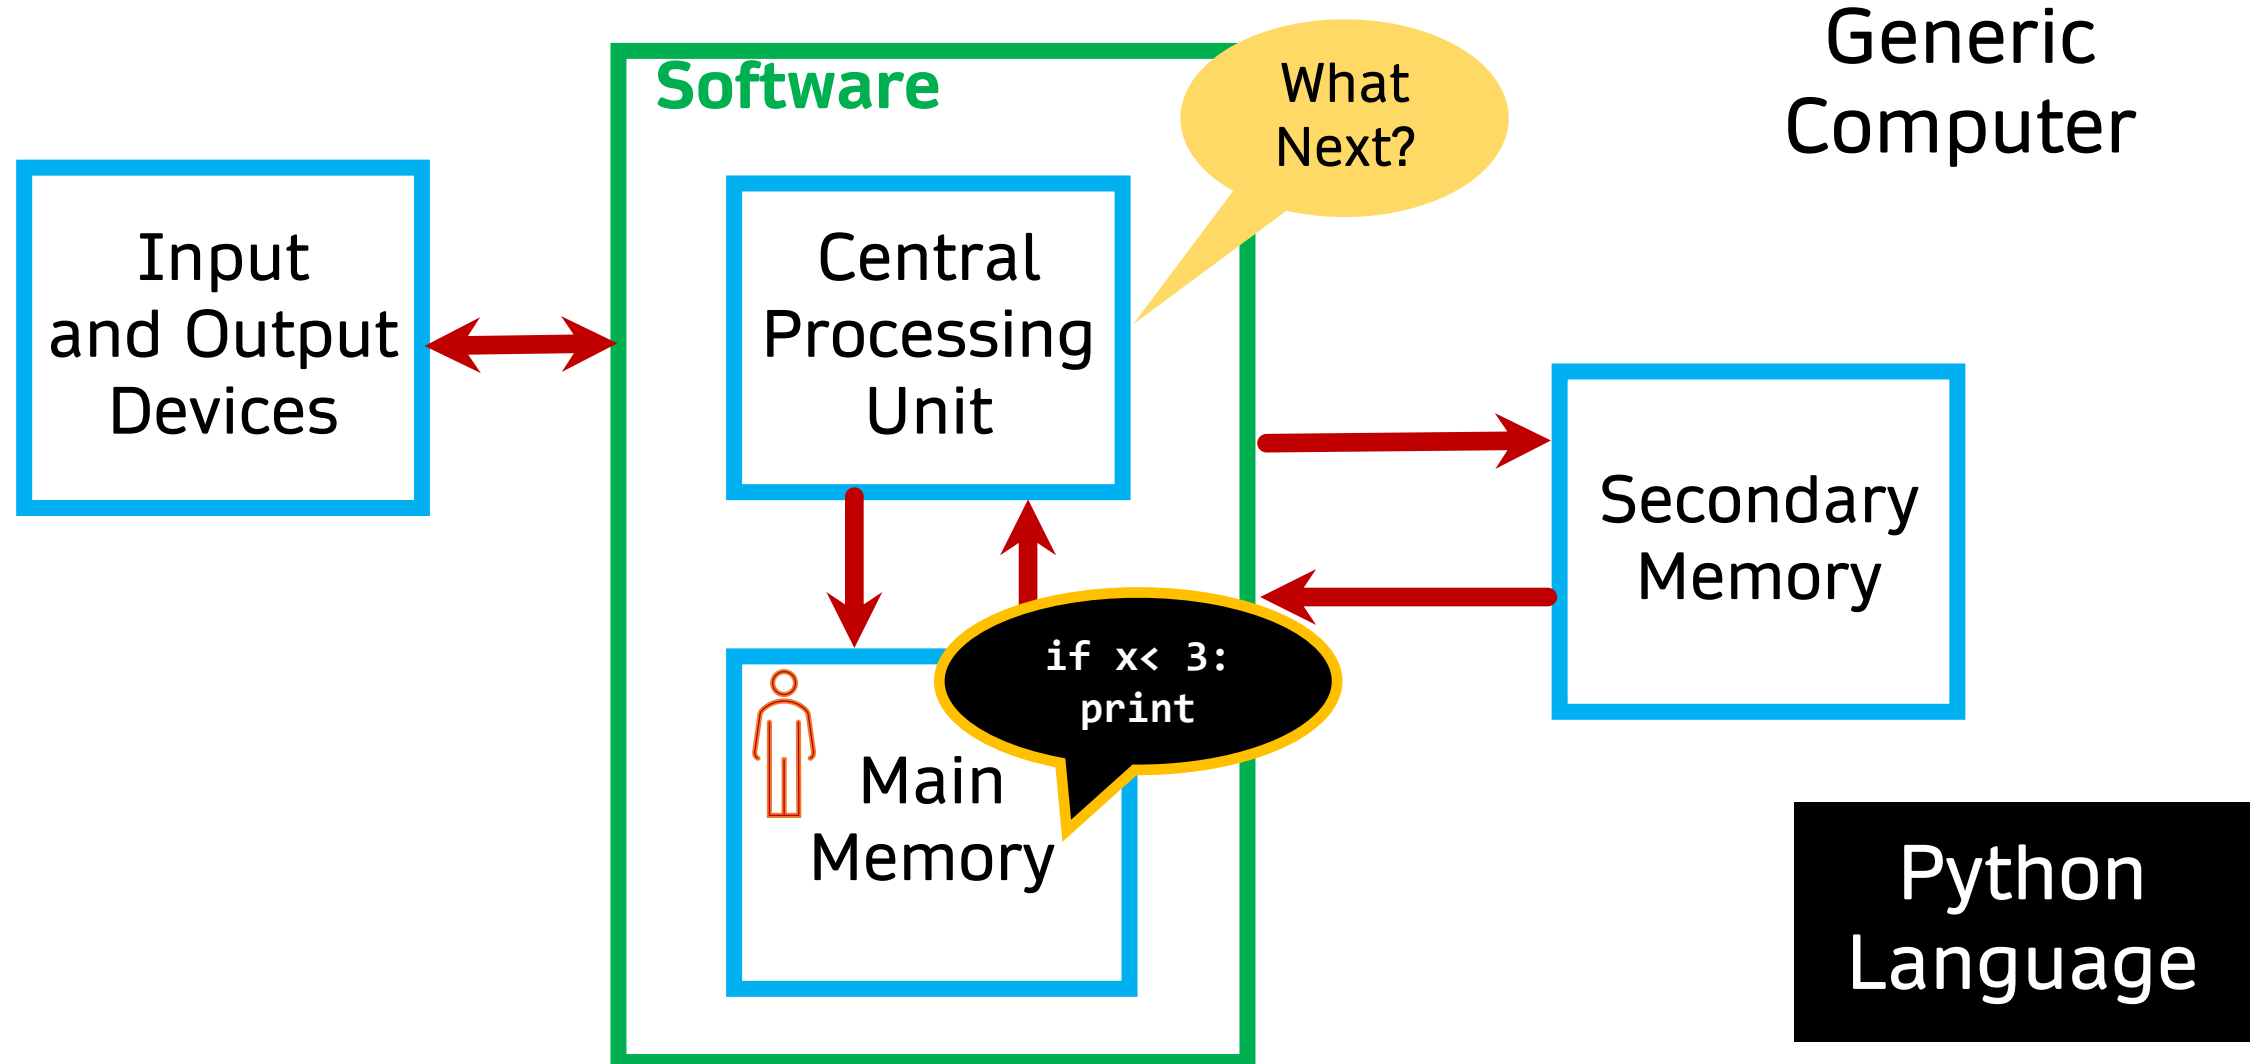 Generic
Computer
Software
What
Next?
Input
and Output
Devices
Central
Processing
Unit
Secondary
Memory
if x< 3:
print
Main
Memory
Python
Language